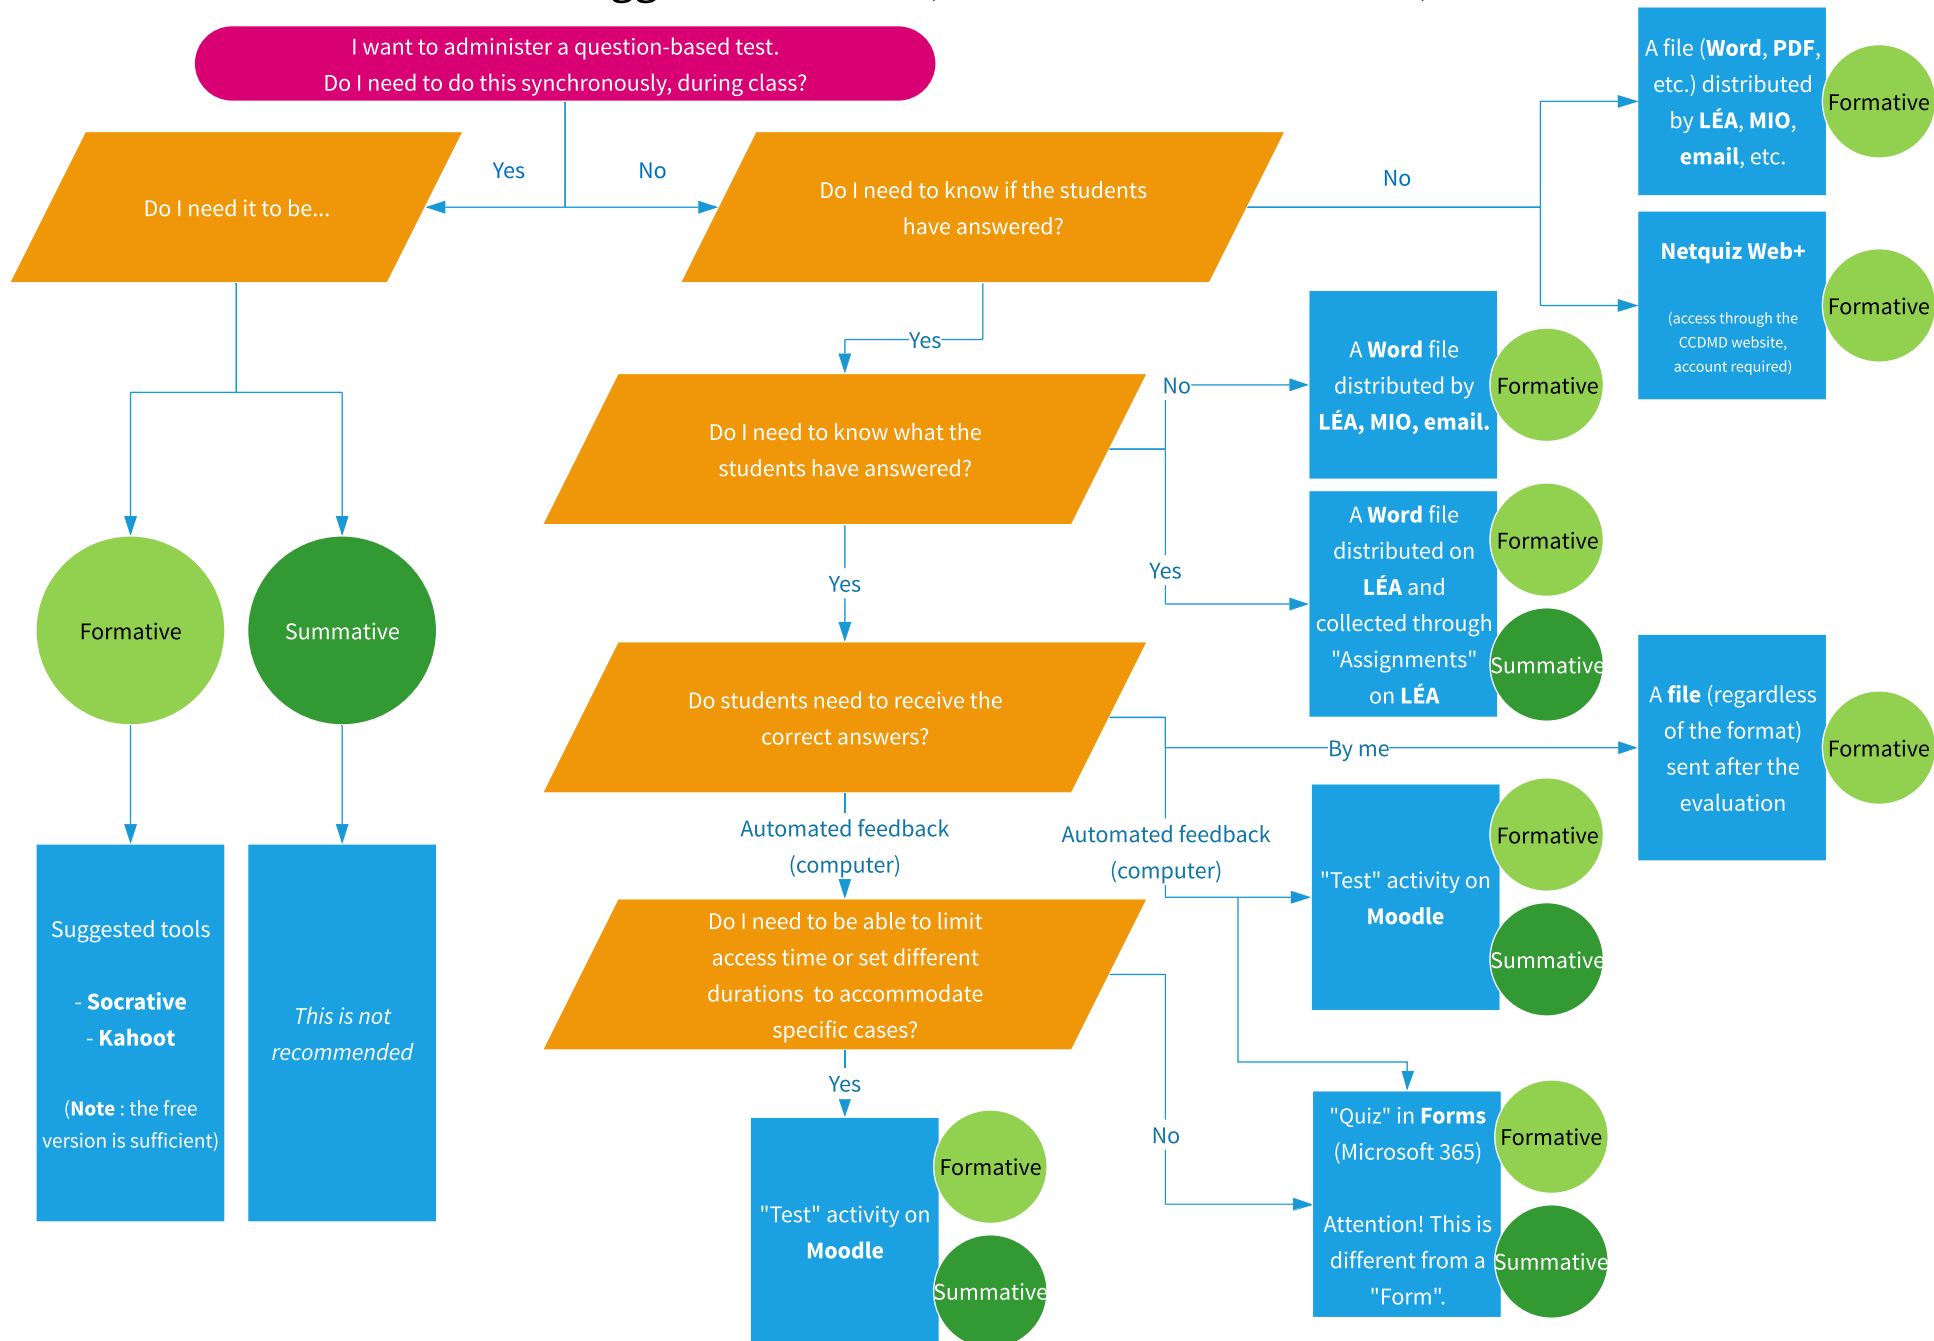 I want to administer a question-based test.
Do I need to do this synchronously, during class?
Yes
No
Do I need it to be...
Do I need to know if the students
have answered?
No
A file (Word, PDF,
etc.) distributed
by LÉA, MIO,
email, etc.
Formative
Netquiz Web+
(access through the
CCDMD website,
account required)
Formative
Yes
Do I need to know what the
students have answered?
No
A Word file
distributed by
LÉA, MIO, email.
Formative
Yes
A Word file
distributed on
LÉA and
collected through
"Assignments"
on LÉA
Formative
Summative
Yes
Formative
Summative
Do students need to receive the
correct answers?
By me
A file (regardless
of the format)
sent after the
evaluation
Formative
Automated feedback
(computer)
Automated feedback
(computer)
"Test" activity on
Moodle
Formative
Summative
Suggested tools
- Socrative
- Kahoot
(Note : the free
version is sufficient)
This is not
recommended
Do I need to be able to limit
access time or set different
durations to accommodate
specific cases?
Yes
No
"Test" activity on
Moodle
Formative
Summative
"Quiz" in Forms
(Microsoft 365)
Attention! This is
different from a
"Form".
Formative
Summative